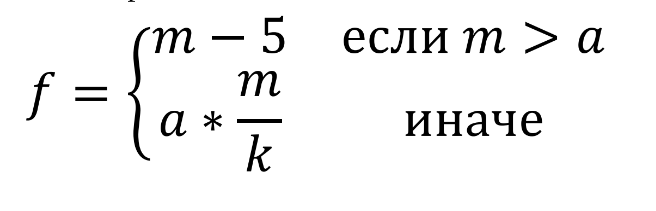 m − 5 если m > a
f = {
a * m/k иначе